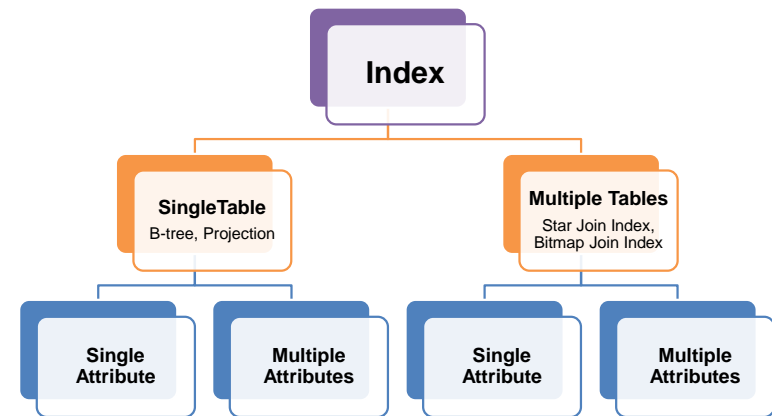 Index
SingleTable
B-tree, Projection
Multiple Tables
Star Join Index,
Bitmap Join Index
Single
Attribute
Multiple
Attributes
Single
Attribute
Multiple
Attributes